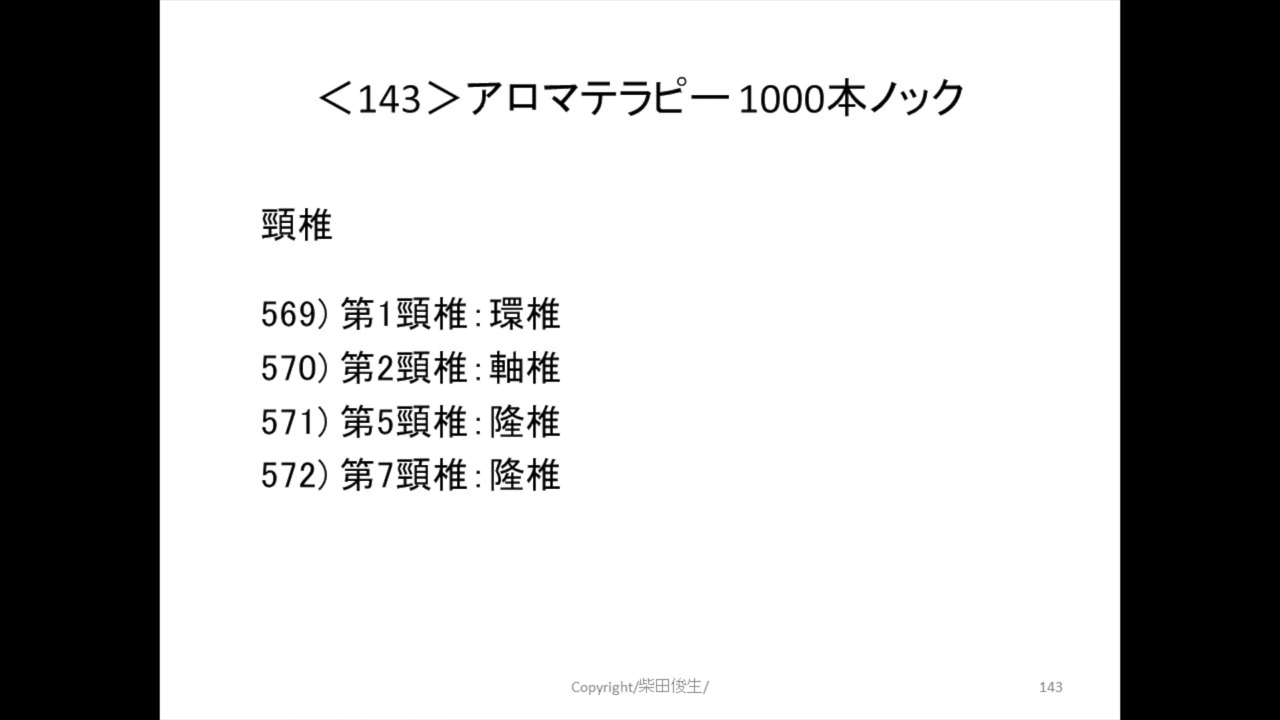 ＜143＞アロマテラピー1000本ノック
頸椎
569) 第1頸椎：環椎
570) 第2頸椎：軸椎
571) 第5頸椎：隆椎
572) 第7頸椎：隆椎
Copyright/柴田俊生/
143